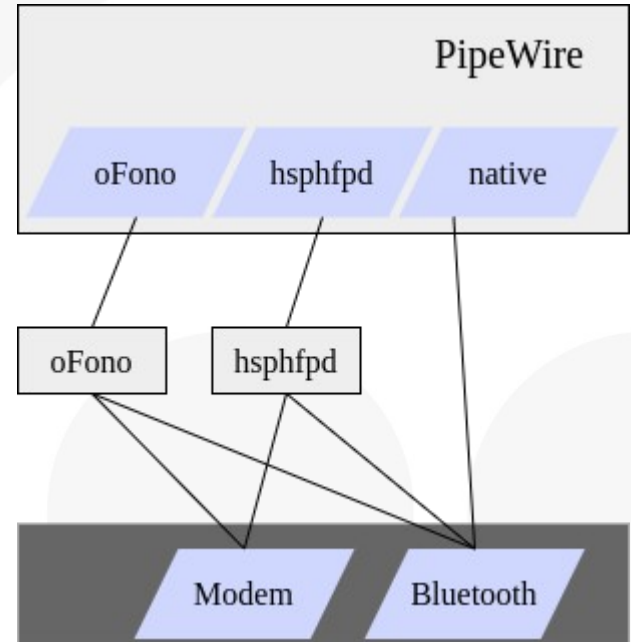 PipeWire
oFono hsphfpd native
oFono hsphfpd
Modem Bluetooth